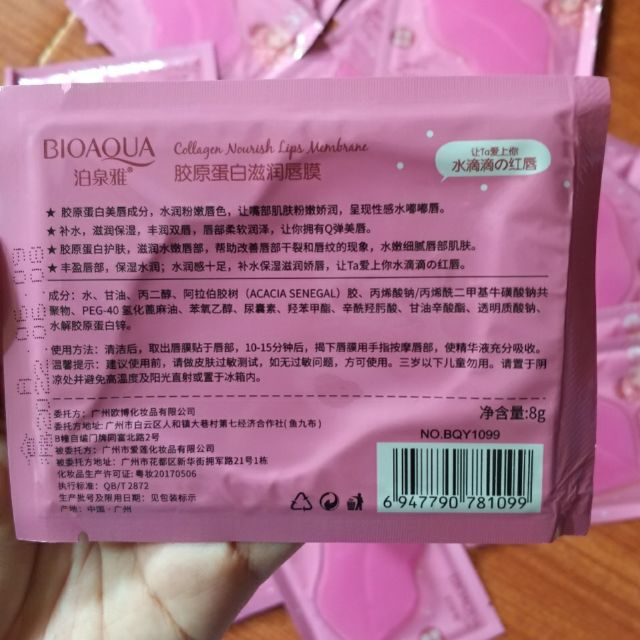 BIOAQUA
泊泉雅®
Collagen Nourish Lips Membrane
胶原蛋白滋润唇膜
让Ta爱上你
水滴滴の红唇
★ 胶原蛋白美唇成分，水润粉嫩唇色，让嘴部肌肤粉嫩娇润，呈现性感水嘟嘟唇。
★ 补水，滋润保湿，丰润双唇，唇部柔软润泽，让你拥有Q弹美唇。
★ 胶原蛋白护肤，滋润水嫩唇部，帮助改善唇部干裂和唇纹的现象，水嫩细腻唇部肌肤。
★ 丰盈唇部，保湿水润；水润感十足，补水保湿滋润娇唇，让Ta爱上你水滴滴の红唇。
成分：水、甘油、丙二醇、阿拉伯胶树（ACACIA SENEGAL）胶、丙烯酸钠/丙烯酰二甲基牛磺酸钠共
聚物、PEG-40 氢化蓖麻油、苯氧乙醇、尿囊素、羟苯甲酯、辛酰羟肟酸、甘油辛酸酯、透明质酸钠、
水解胶原蛋白锌。
使用方法：清洁后，取出唇膜贴于唇部，10-15分钟后，揭下唇膜用手指按摩唇部，使精华液充分吸收。
温馨提示：建议使用前，请做皮肤过敏测试，如无过敏问题，方可使用。三岁以下儿童勿用。请置于阴
凉处并避免高温度及阳光直射或置于冰箱内。
委托方：广州欧博化妆品有限公司
委托方地址：广州市白云区人和镇大巷村第七经济合作社(鱼九布)
B幢自编门牌同富北路2号
被委托方：广州市爱莲化妆品有限公司
被委托方地址：广州市花都区新华街拥军路21号1栋
化妆品生产许可证：粤妆20170506
执行标准：QB/T 2872
生产批号及限用日期：见包装标示
产地：中国·广州
净含量:8g
NO.BQY1099
6 947790 781099